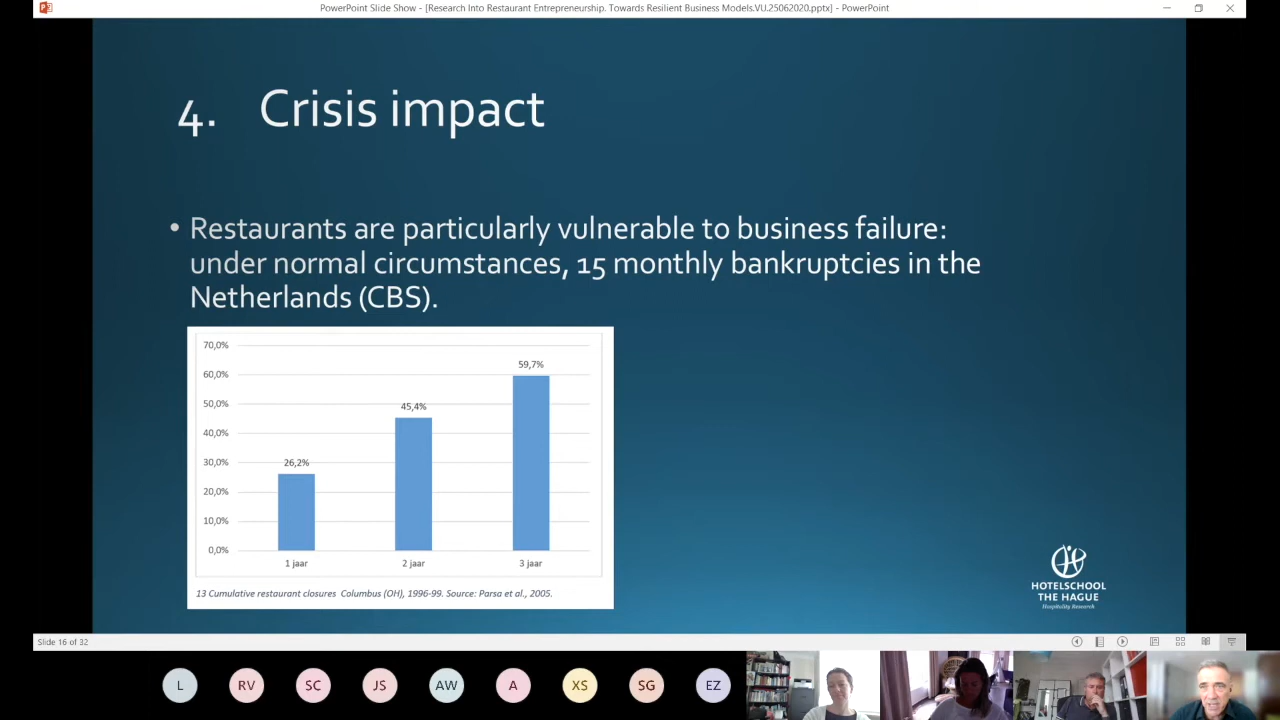 PowerPoint Slide Show - [Research Into Restaurant Entrepreneurship. Towards Resilient Business Models.VU.25062020.pptx] - PowerPoint
4. Crisis impact
• Restaurants are particularly vulnerable to business failure:
under normal circumstances, 15 monthly bankruptcies in the
Netherlands (CBS).
70,0%
60,0%
50,0%
40,0%
30,0%
20,0%
10,0%
0,0%
26,2%
45,4%
59,7%
1 jaar
2 jaar
3 jaar
13 Cumulative restaurant closures Columbus (OH), 1996-99. Source: Parsa et al., 2005.
HOTELSCHOOL
THE HAGUE
Hospitality Research
Slide 16 of 32
L
RV
SC
JS
AW
A
XS
SG
EZ